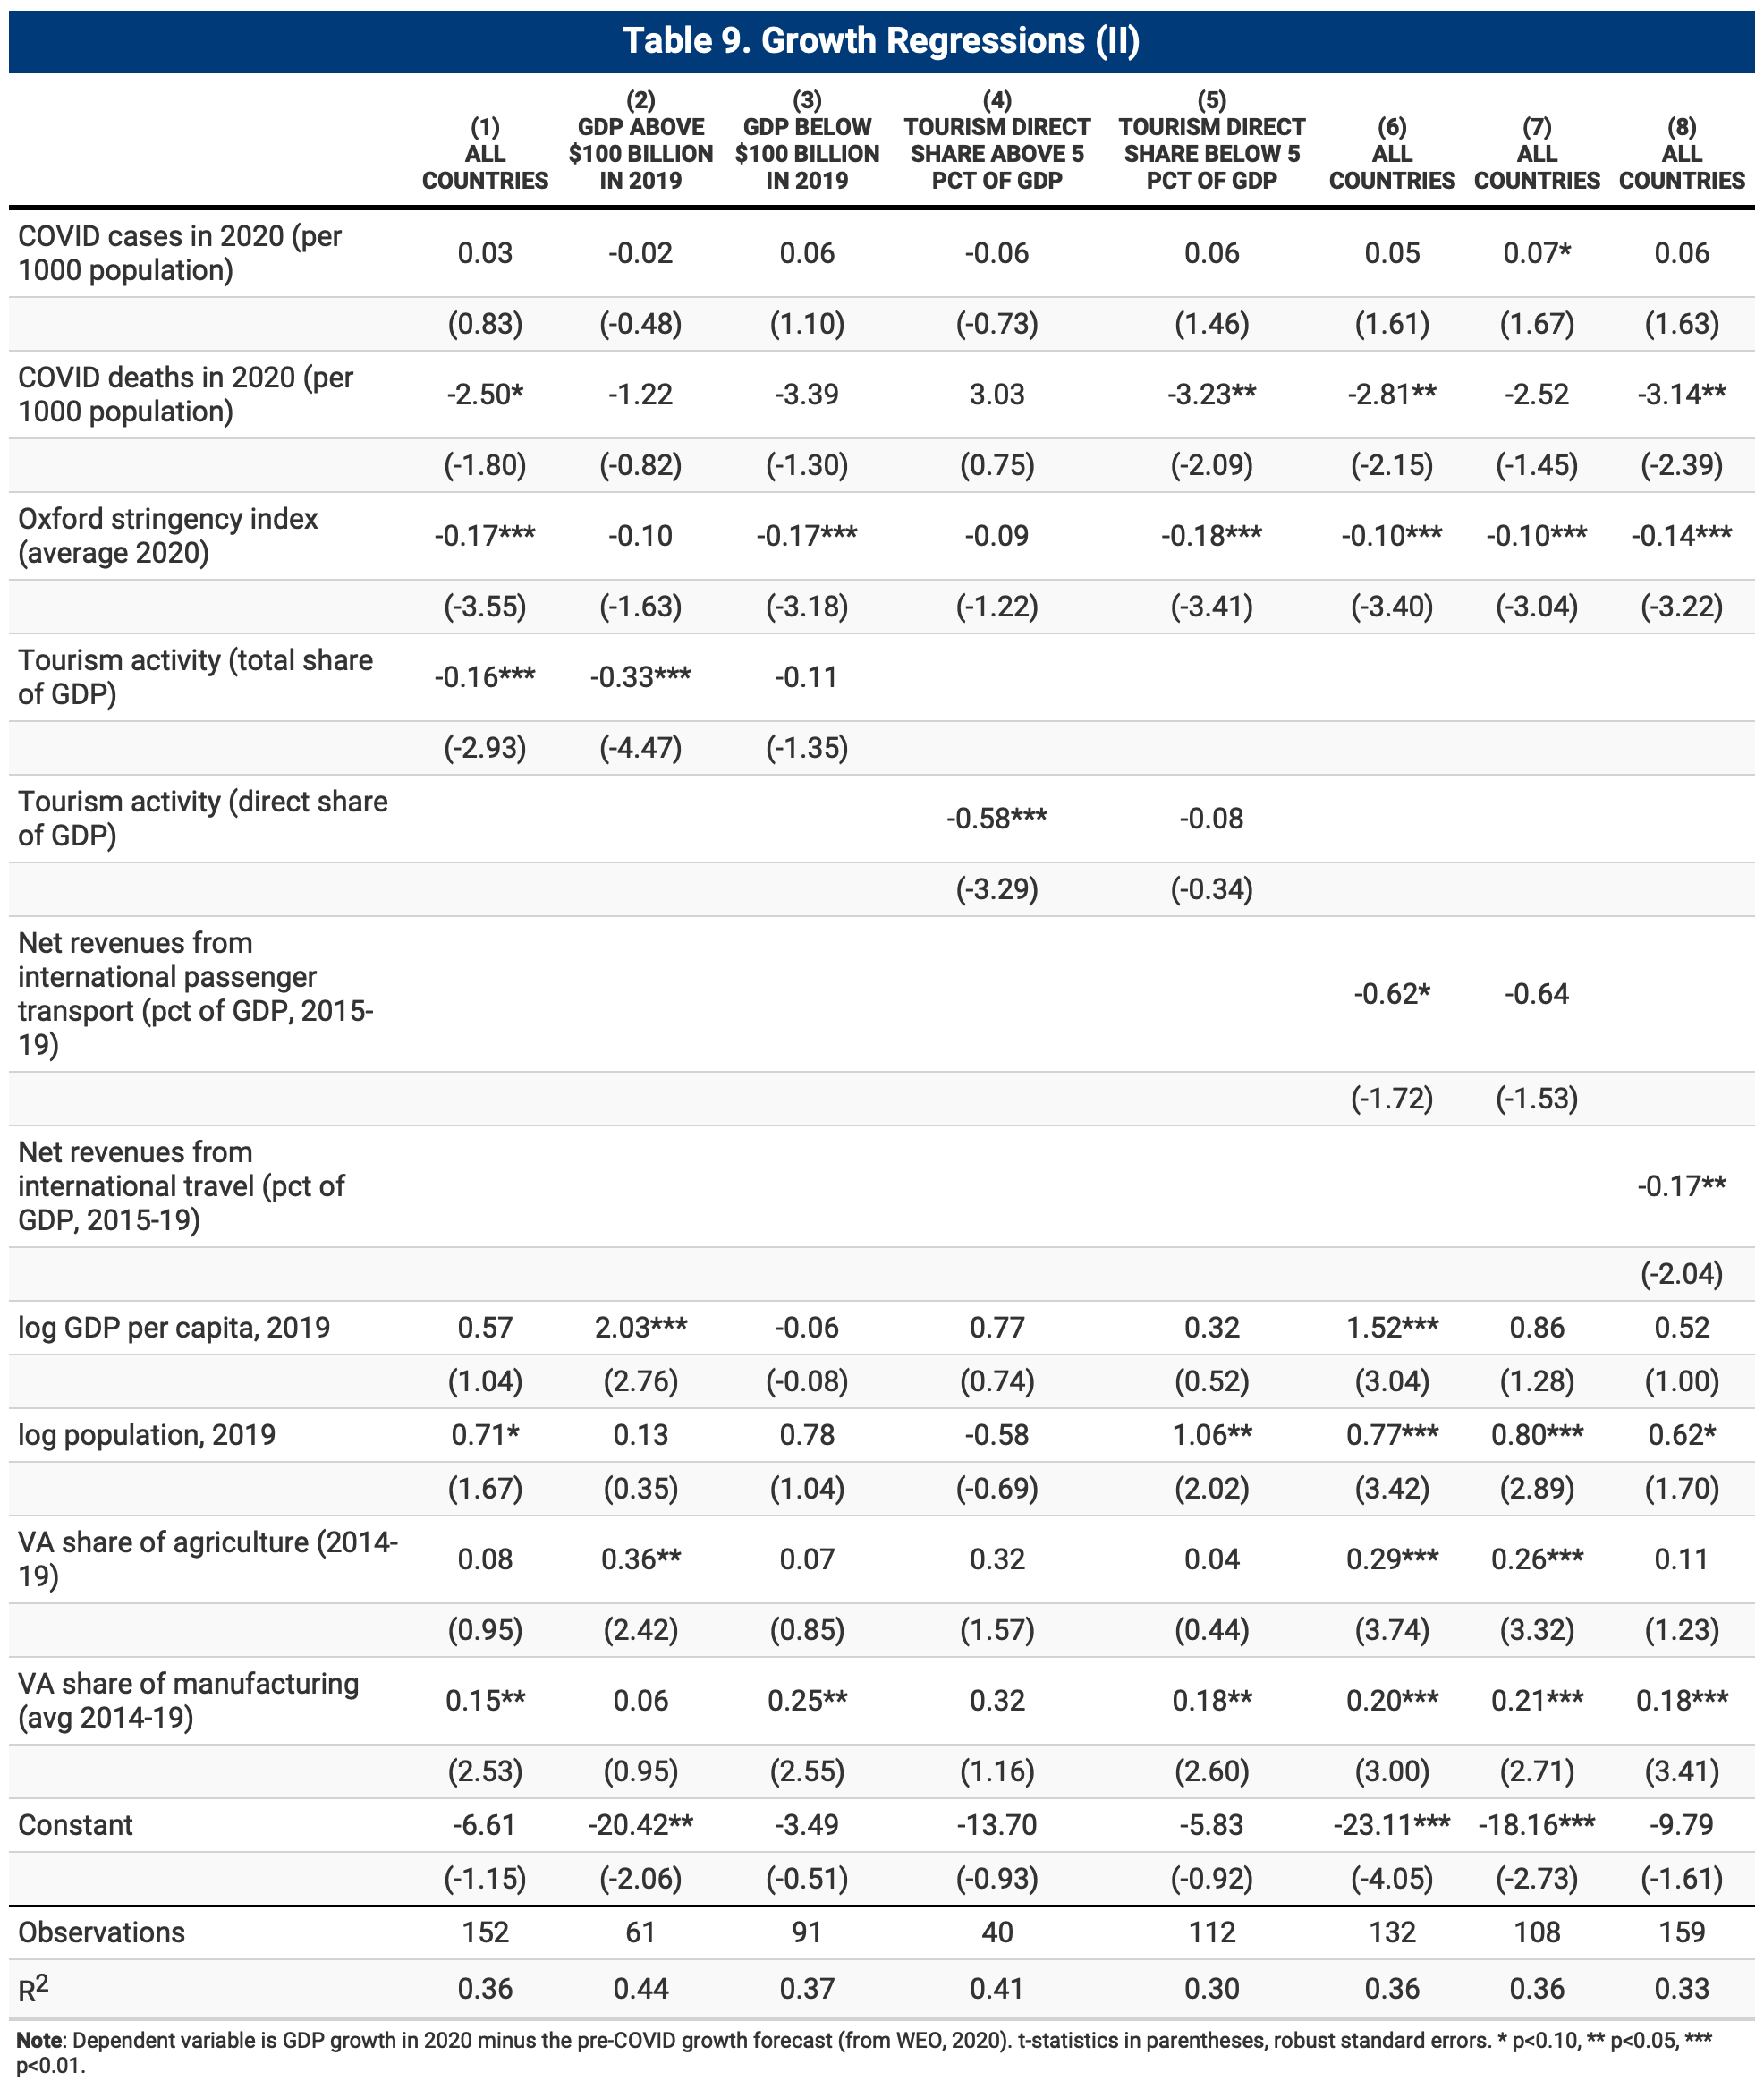 Table 9. Growth Regressions (II)
(1) ALL COUNTRIES (2) GDP ABOVE $100 BILLION IN 2019 (3) GDP BELOW $100 BILLION IN 2019 (4) TOURISM DIRECT SHARE ABOVE 5 PCT OF GDP (5) TOURISM DIRECT SHARE BELOW 5 PCT OF GDP (6) ALL COUNTRIES (7) ALL COUNTRIES (8) ALL COUNTRIES
COVID cases in 2020 (per
1000 population) 0.03 -0.02 0.06 -0.06 0.06 0.05 0.07* 0.06
(0.83) (-0.48) (1.10) (-0.73) (1.46) (1.61) (1.67) (1.63)
COVID deaths in 2020 (per
1000 population) -2.50* -1.22 -3.39 3.03 -3.23** -2.81** -2.52 -3.14**
(-1.80) (-0.82) (-1.30) (0.75) (-2.09) (-2.15) (-1.45) (-2.39)
Oxford stringency index
(average 2020) -0.17*** -0.10 -0.17*** -0.09 -0.18*** -0.10*** -0.10*** -0.14***
(-3.55) (-1.63) (-3.18) (-1.22) (-3.41) (-3.40) (-3.04) (-3.22)
Tourism activity (total share
of GDP) -0.16*** -0.33*** -0.11
(-2.93) (-4.47) (-1.35)
Tourism activity (direct share
of GDP) -0.58*** -0.08
(-3.29) (-0.34)
Net revenues from
international passenger
transport (pct of GDP, 2015-
19) -0.62* -0.64
(-1.72) (-1.53)
Net revenues from
international travel (pct of
GDP, 2015-19) -0.17**
(-2.04)
log GDP per capita, 2019 0.57 2.03*** -0.06 0.77 0.32 1.52*** 0.86 0.52
(1.04) (2.76) (-0.08) (0.74) (0.52) (3.04) (1.28) (1.00)
log population, 2019 0.71* 0.13 0.78 -0.58 1.06** 0.77*** 0.80*** 0.62*
(1.67) (0.35) (1.04) (-0.69) (2.02) (3.42) (2.89) (1.70)
VA share of agriculture (2014-
19) 0.08 0.36** 0.07 0.32 0.04 0.29*** 0.26*** 0.11
(0.95) (2.42) (0.85) (1.57) (0.44) (3.74) (3.32) (1.23)
VA share of manufacturing
(avg 2014-19) 0.15** 0.06 0.25** 0.32 0.18** 0.20*** 0.21*** 0.18***
(2.53) (0.95) (2.55) (1.16) (2.60) (3.00) (2.71) (3.41)
Constant -6.61 -20.42** -3.49 -13.70 -5.83 -23.11*** -18.16*** -9.79
(-1.15) (-2.06) (-0.51) (-0.93) (-0.92) (-4.05) (-2.73) (-1.61)
Observations 152 61 91 40 112 132 108 159
R² 0.36 0.44 0.37 0.41 0.30 0.36 0.36 0.33
Note: Dependent variable is GDP growth in 2020 minus the pre-COVID growth forecast (from WEO, 2020). t-statistics in parentheses, robust standard errors. * p<0.10, ** p<0.05, ***
p<0.01.